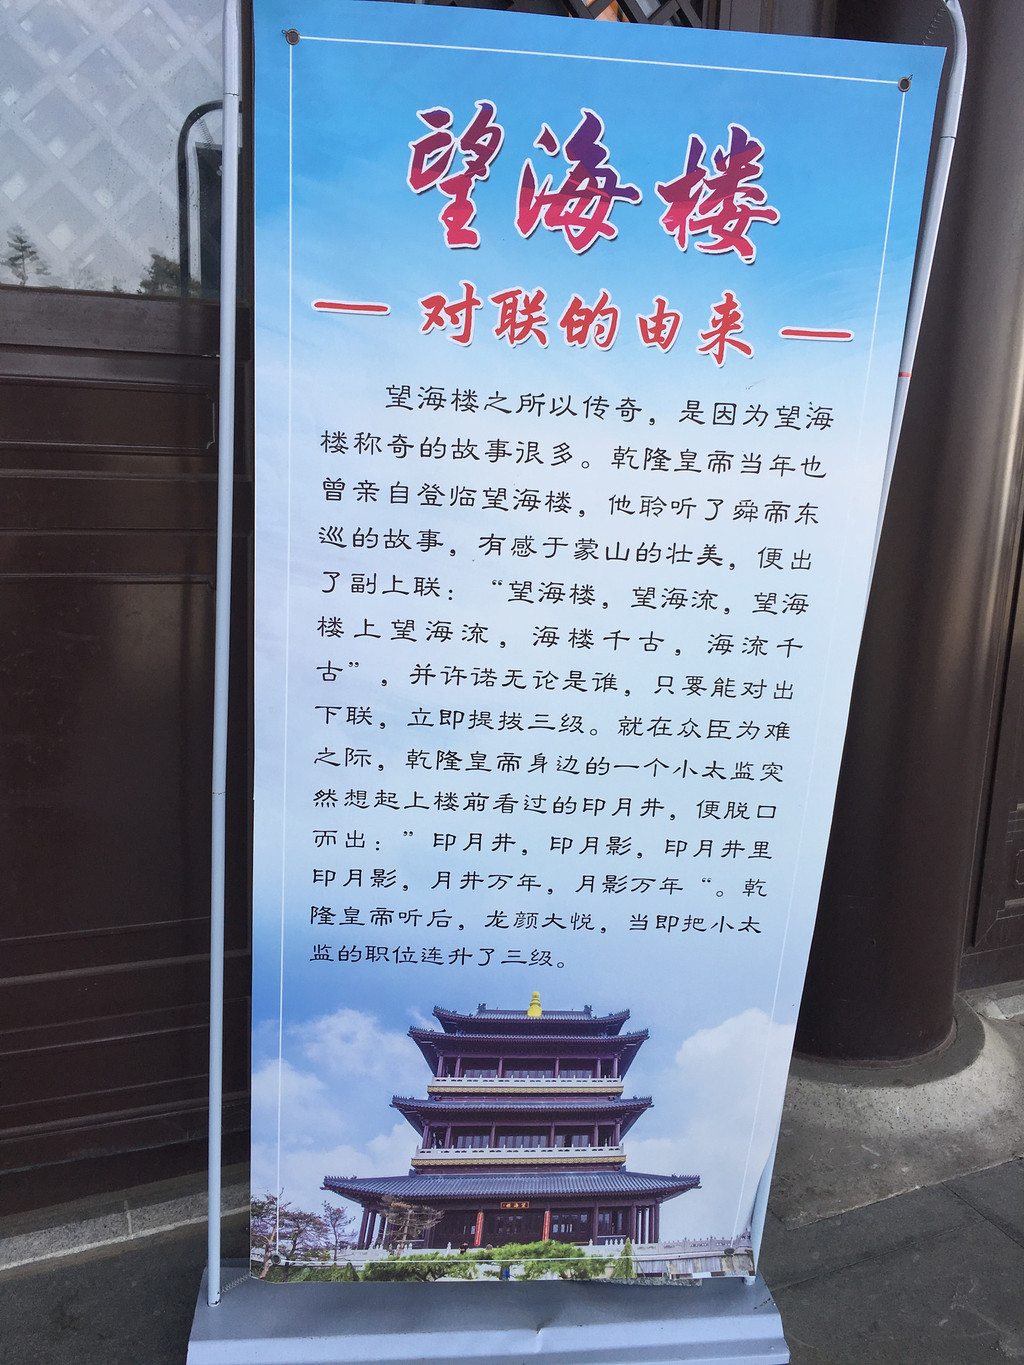 望海楼
对联的由来
望海楼之所以传奇，是因为望海
楼称奇的故事很多。乾隆皇帝当年也
曾亲自登临望海楼，他聆听了舜帝东
巡的故事，有感于蒙山的壮美，便出
了副上联：“望海楼，望海流，望海
楼上望海流，海楼千古，海流千
古”，并许诺无论是谁，只要能对出
下联，立即提拔三级。就在众臣为难
之际，乾隆皇帝身边的一个小太监突
然想起上楼前看过的印月井，便脱口
而出：”印月井，印月影，印月井里
印月影，月井万年，月影万年“。乾
隆皇帝听后，龙颜大悦，当即把小太
监的职位连升了三级。